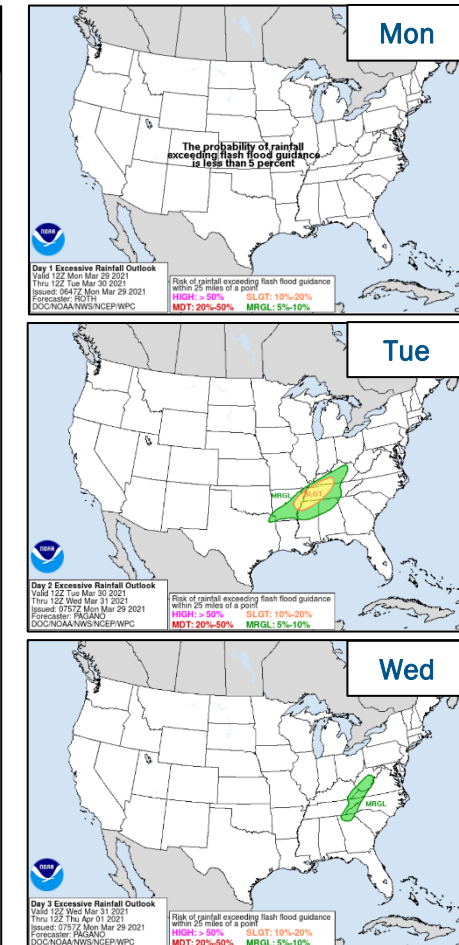 Mon
The probability of rainfall
exceeding flash flood guidance
is less than 5 percent
NOAA
Day 1 Excessive Rainfall Outlook
Valid 12Z Mon Mar 29 2021
Thru 12Z Tue Mar 30 2021
Issued: 0647Z Mon Mar 29 2021
Forecaster: ROTH
DOC/NOAA/NWS/NCEP/WPC
Risk of rainfall exceeding flash flood guidance
within 25 miles of a point
HIGH: > 50% SLGT: 10%-20%
MDT: 20%-50% MRGL: 5%-10%
Tue
MRGL
SLGT
NOAA
Day 2 Excessive Rainfall Outlook
Valid 12Z Tue Mar 30 2021
Thru 12Z Wed Mar 31 2021
Issued: 0757Z Mon Mar 29 2021
Forecaster: PAGANO
DOC/NOAA/NWS/NCEP/WPC
Risk of rainfall exceeding flash flood guidance
within 25 miles of a point
HIGH: > 50% SLGT: 10%-20%
MDT: 20%-50% MRGL: 5%-10%
Wed
MRGL
NOAA
Day 3 Excessive Rainfall Outlook
Valid 12Z Wed Mar 31 2021
Thru 12Z Thu Apr 01 2021
Issued: 0757Z Mon Mar 29 2021
Forecaster: PAGANO
DOC/NOAA/NWS/NCEP/WPC
Risk of rainfall exceeding flash flood guidance
within 25 miles of a point
HIGH: > 50% SLGT: 10%-20%
MDT: 20%-50% MRGL: 5%-10%